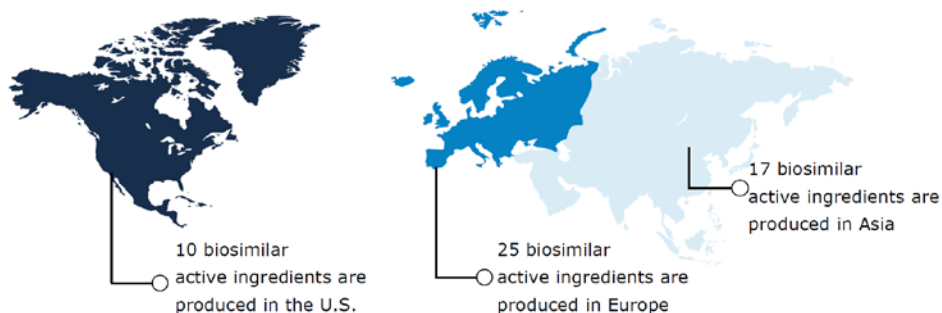 10 biosimilar
active ingredients are
produced in the U.S.
25 biosimilar
active ingredients are
produced in Europe
17 biosimilar
active ingredients are
produced in Asia